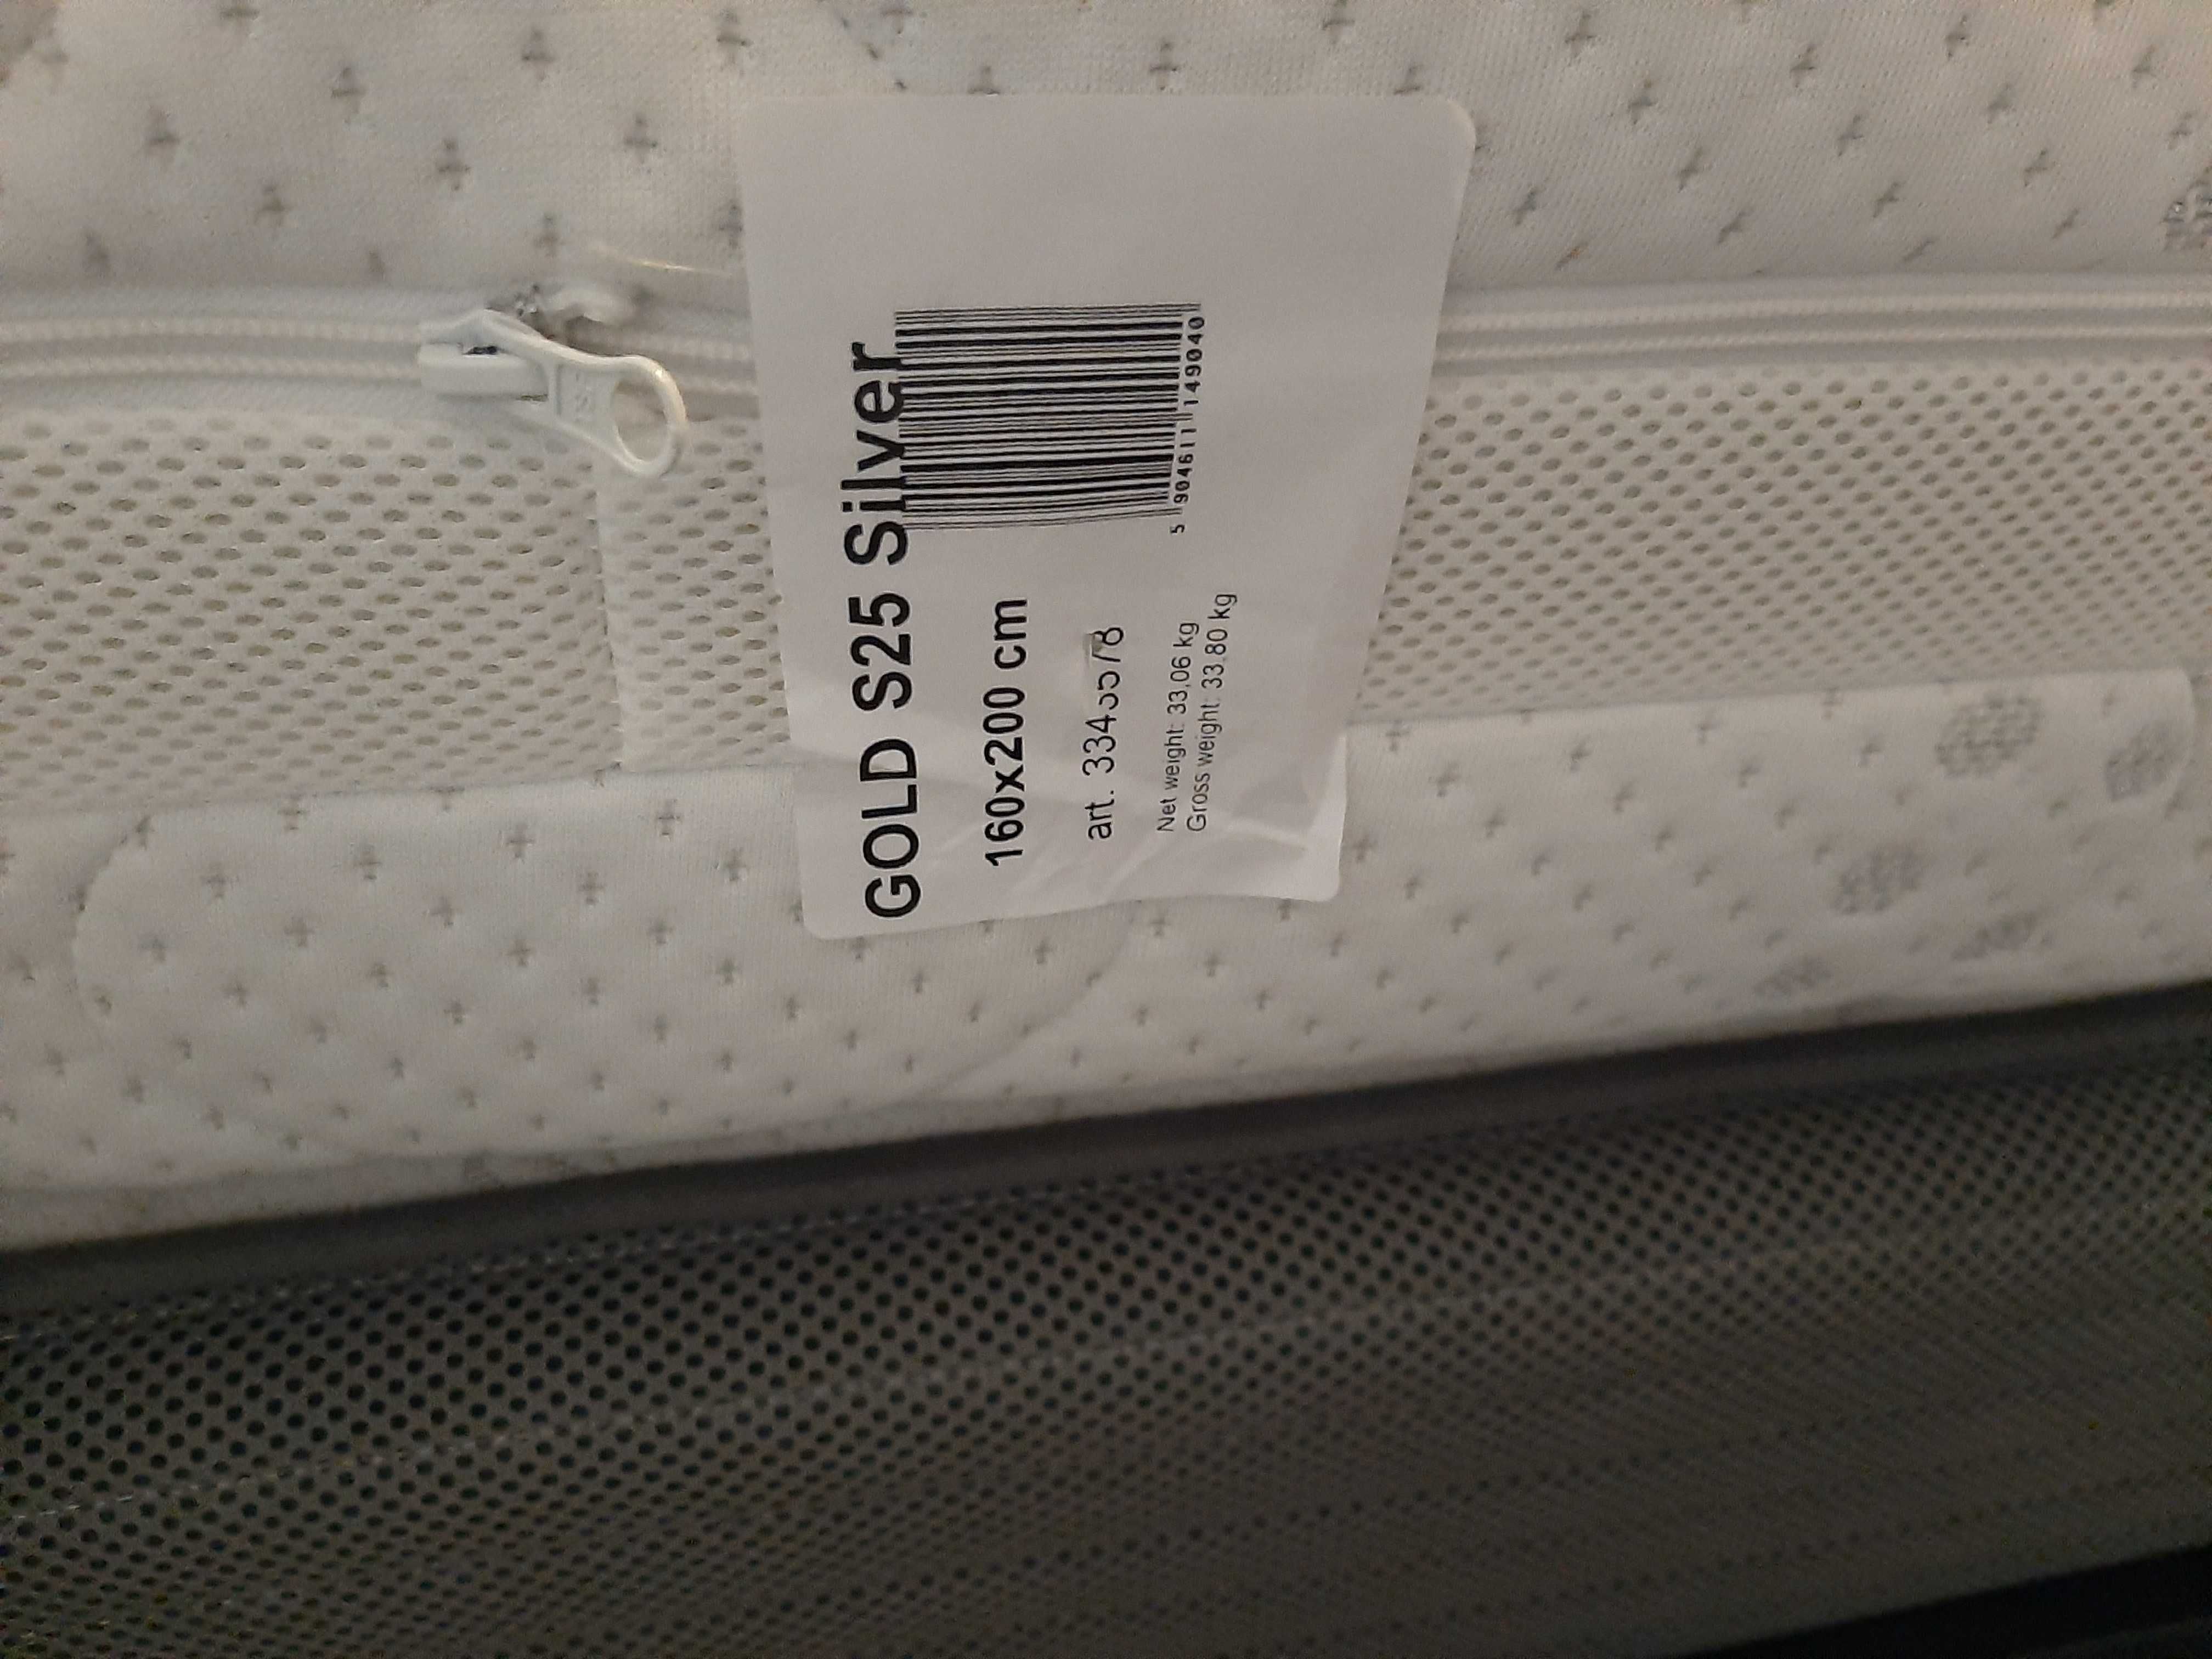 GOLD S25 Silver
160x200 cm
5 904611 149040
art. 3345578
Net weight: 33,06 kg
Gross weight: 33,80 kg